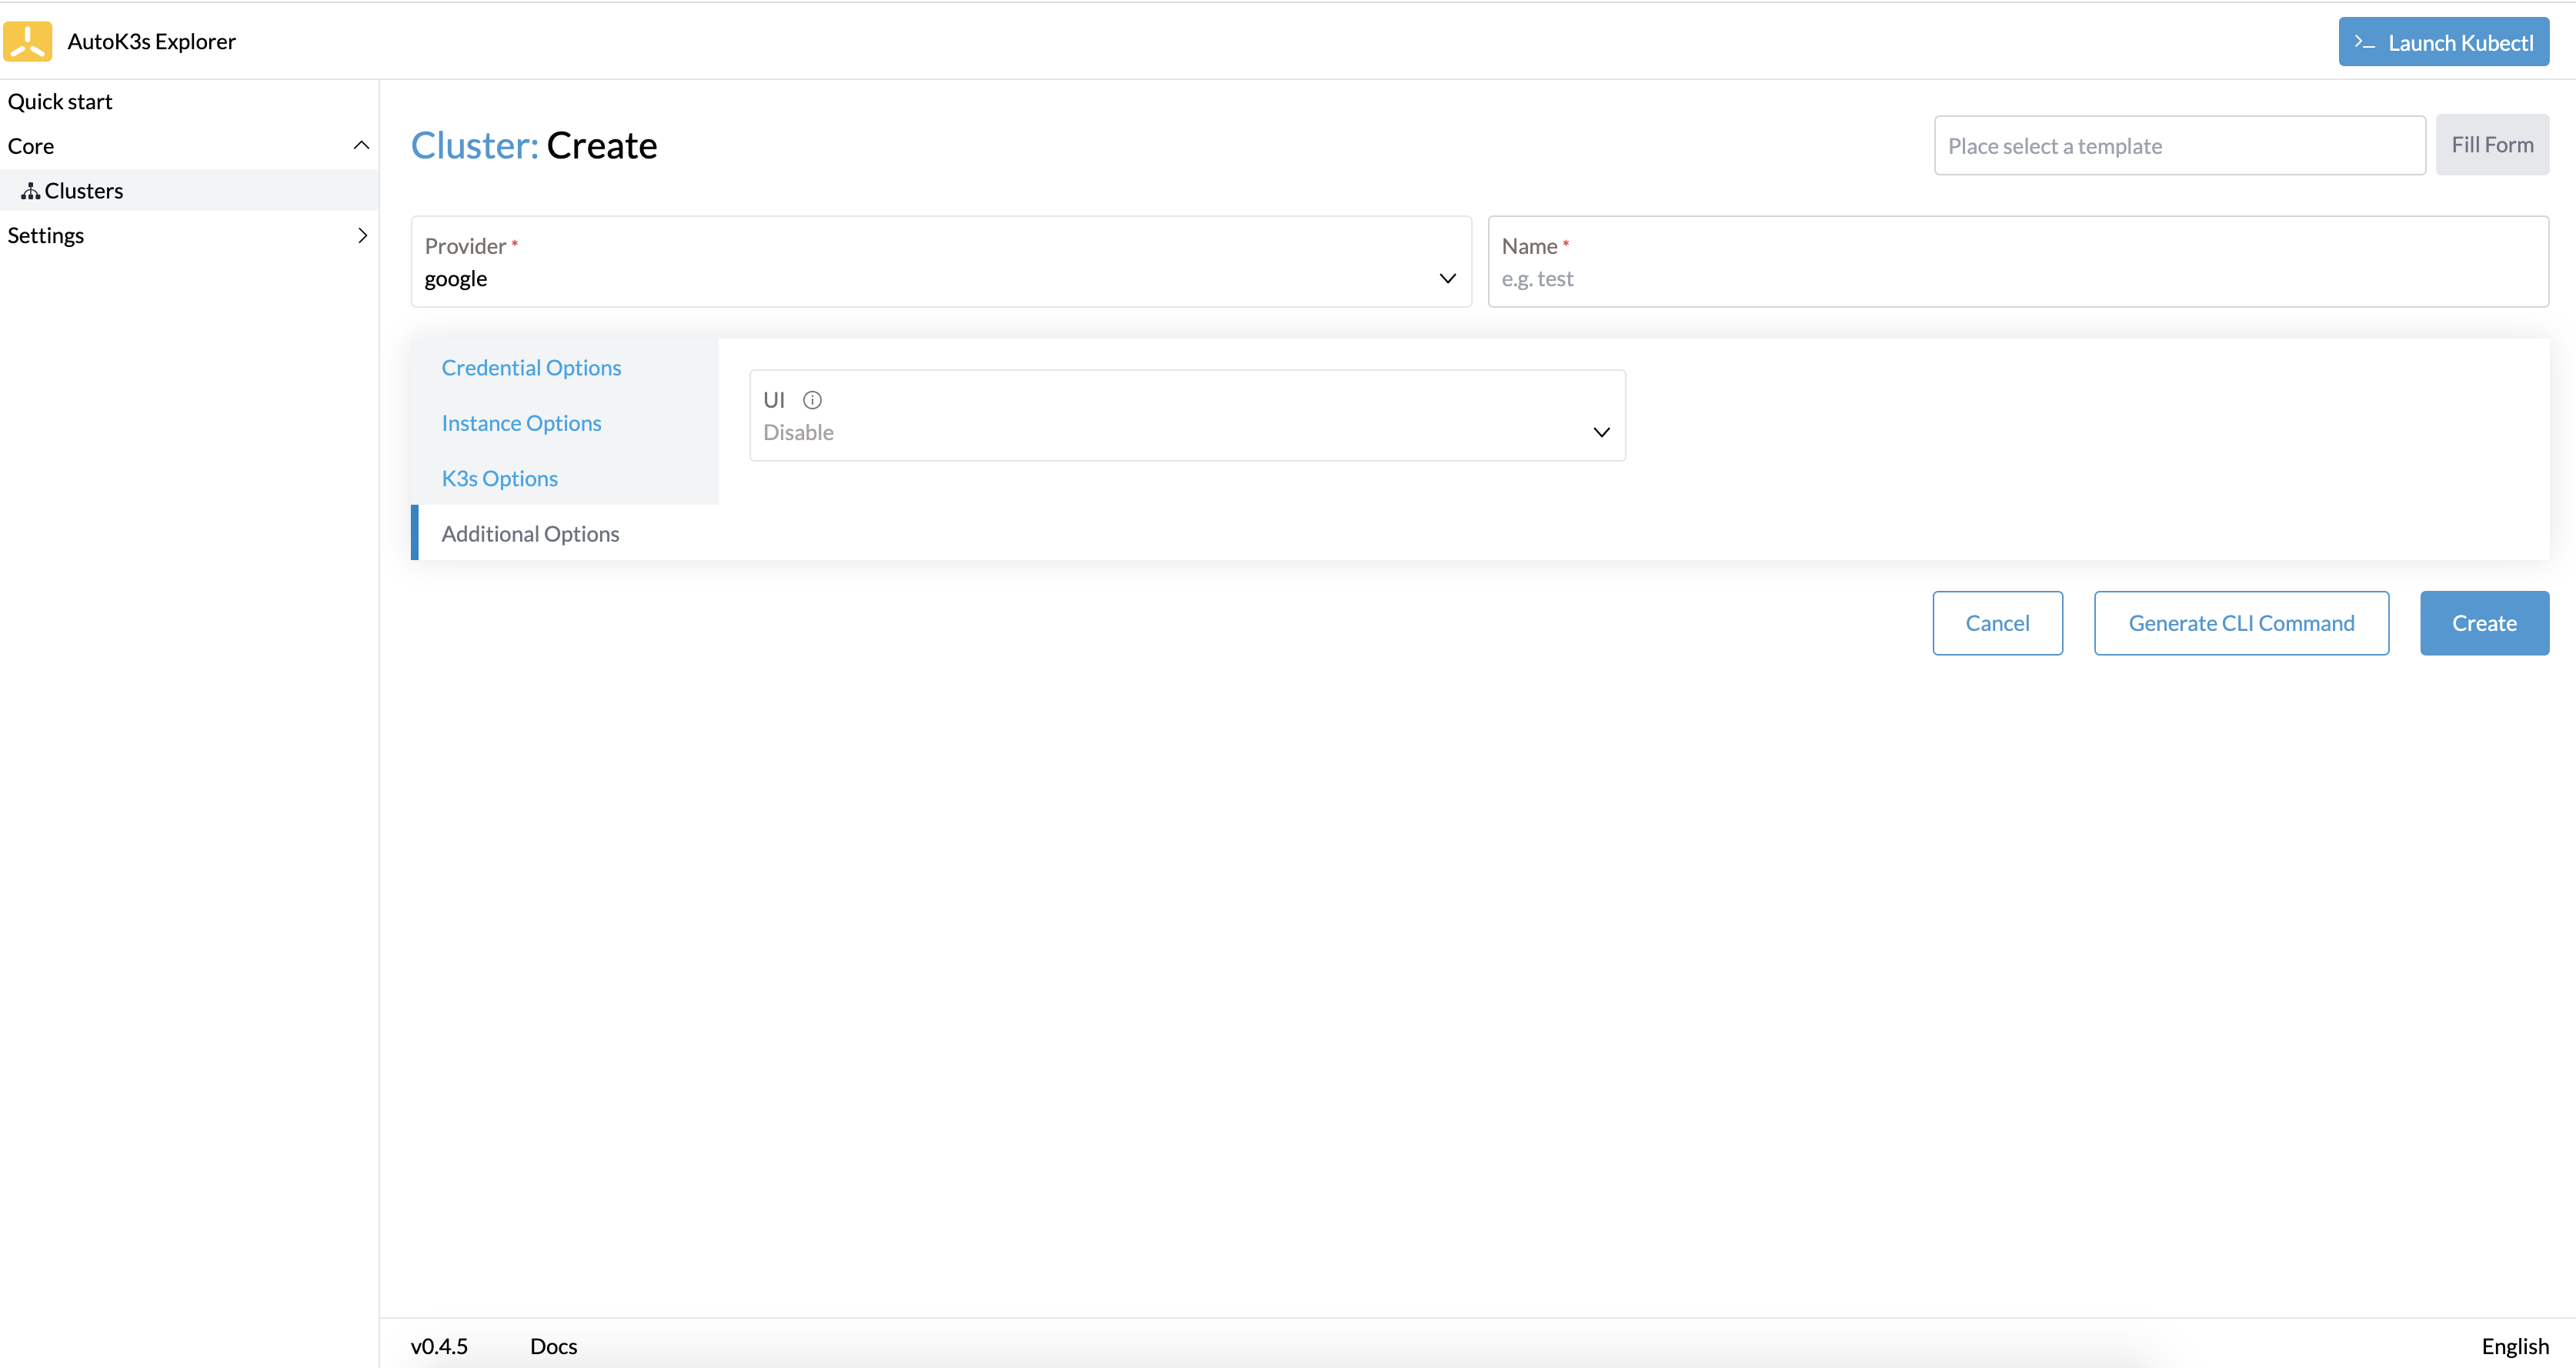 AutoK3s Explorer
>_ Launch Kubectl
Quick start
Core
Clusters
Settings
Cluster: Create
Place select a template
Fill Form
Provider *
google
Name *
e.g. test
Credential Options
Instance Options
K3s Options
Additional Options
UI
Disable
Cancel
Generate CLI Command
Create
v0.4.5
Docs
English